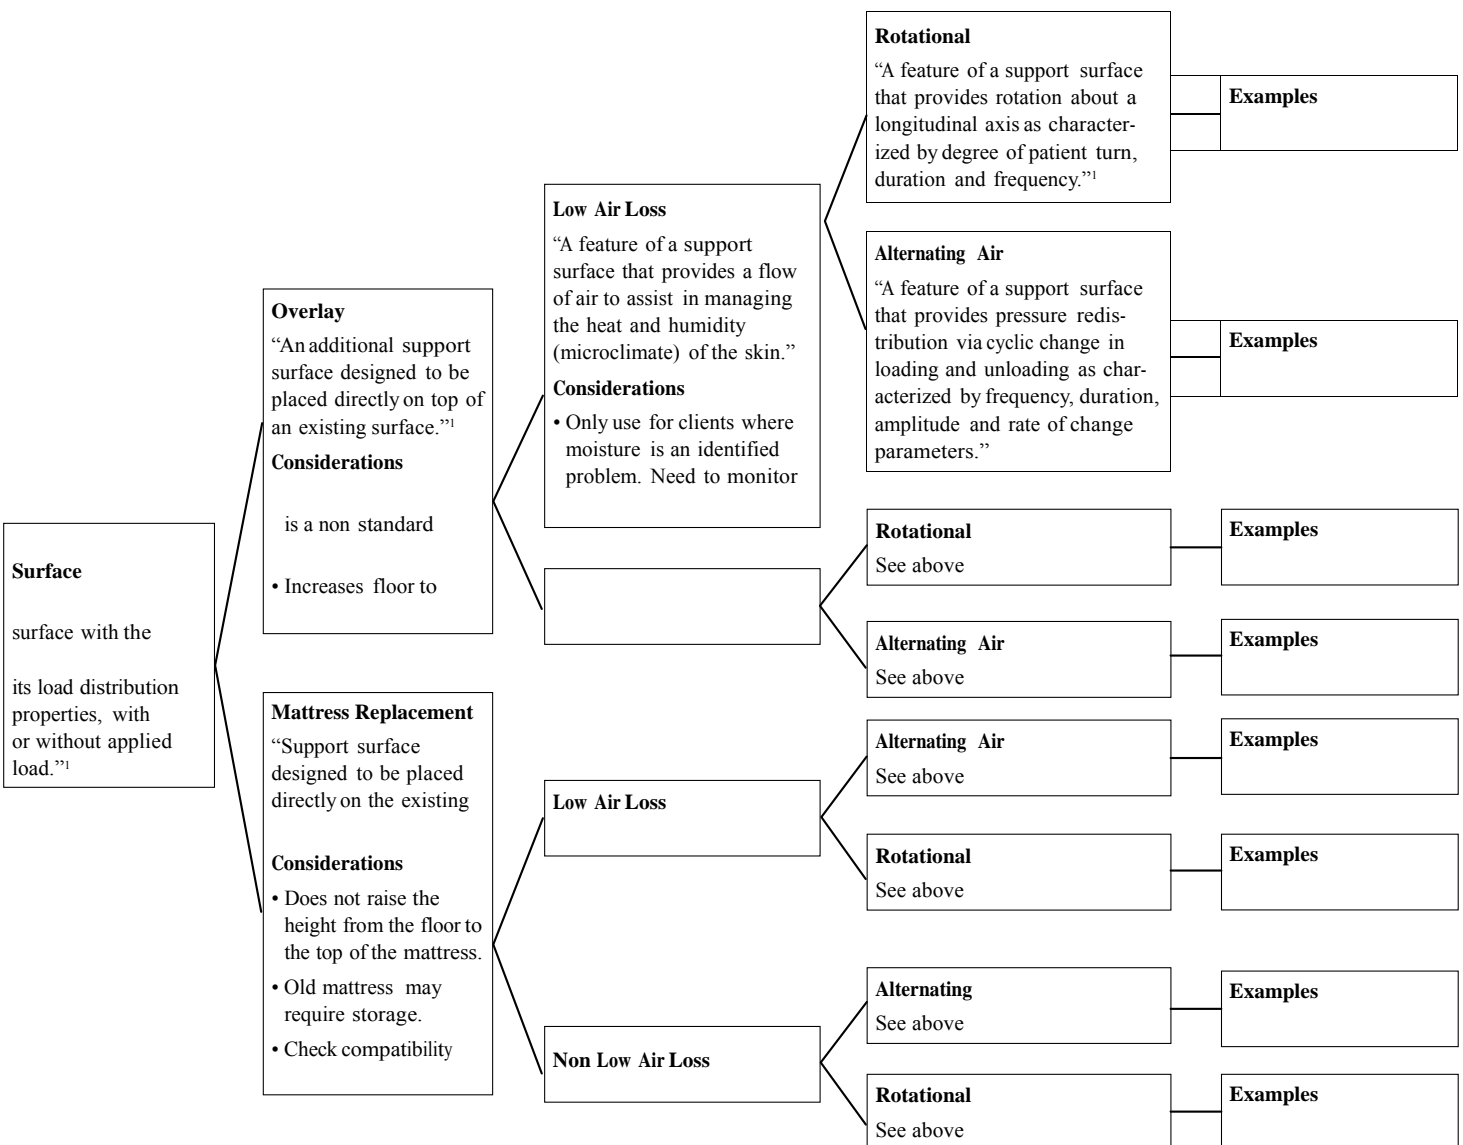 Surface
surface with the
its load distribution
properties, with
or without applied
load.”1
Overlay
“An additional support
surface designed to be
placed directly on top of
an existing surface.”1
Considerations
is a non standard
• Increases floor to
Mattress Replacement
“Support surface
designed to be placed
directly on the existing
Considerations
• Does not raise the
height from the floor to
the top of the mattress.
• Old mattress may
require storage.
• Check compatibility
Low Air Loss
“A feature of a support
surface that provides a flow
of air to assist in managing
the heat and humidity
(microclimate) of the skin.”
Considerations
• Only use for clients where
moisture is an identified
problem. Need to monitor
Low Air Loss
Non Low Air Loss
Rotational
“A feature of a support surface
that provides rotation about a
longitudinal axis as character-
ized by degree of patient turn,
duration and frequency.”1
Examples
Alternating Air
“A feature of a support surface
that provides pressure redis-
tribution via cyclic change in
loading and unloading as char-
acterized by frequency, duration,
amplitude and rate of change
parameters.”
Examples
Rotational
See above
Examples
Alternating Air
See above
Examples
Alternating Air
See above
Examples
Rotational
See above
Examples
Alternating
See above
Examples
Rotational
See above
Examples